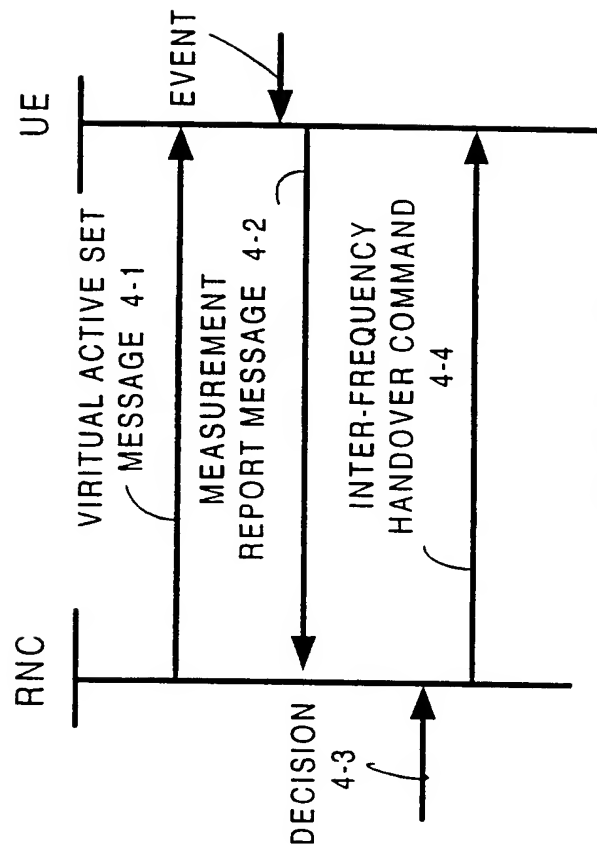 RNC
UE
VIRITUAL ACTIVE SET
MESSAGE 4-1
EVENT
MEASUREMENT
REPORT MESSAGE 4-2
DECISION
4-3
INTER-FREQUENCY
HANDOVER COMMAND
4-4